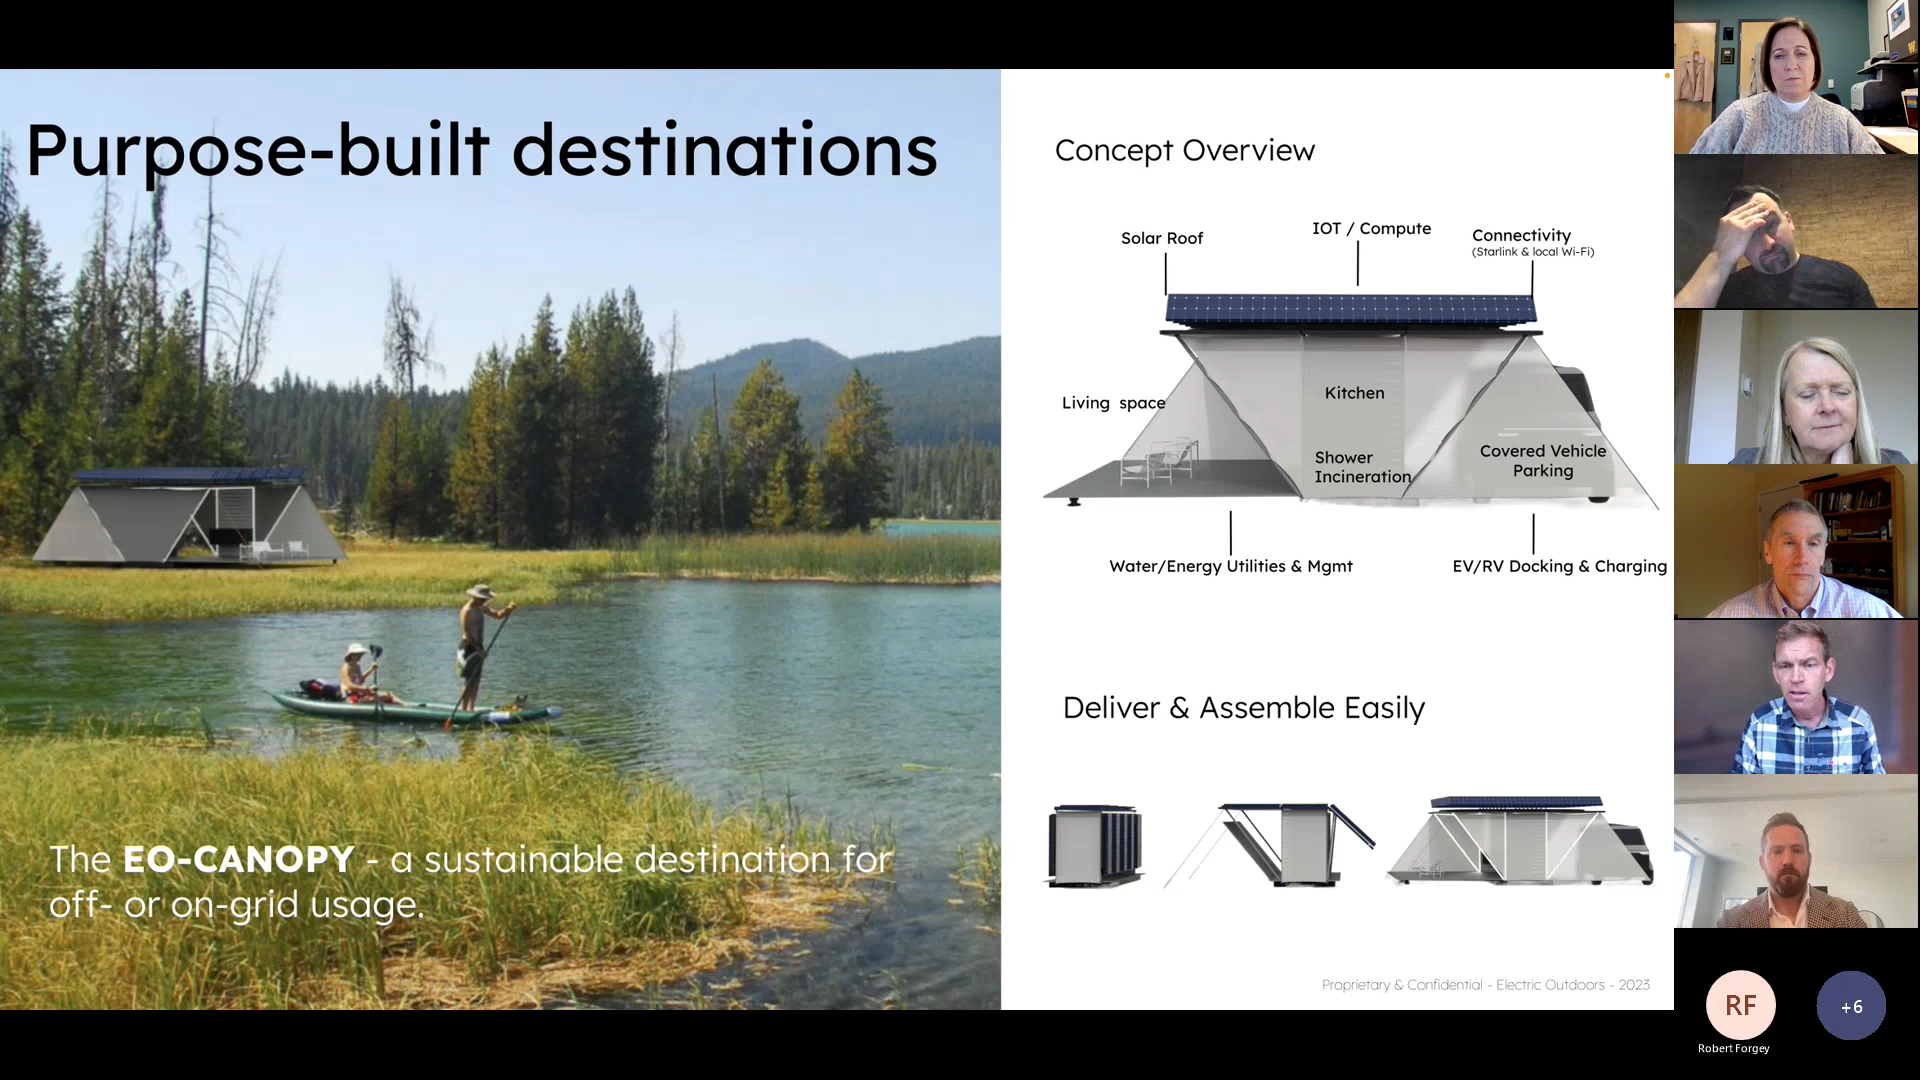 Purpose-built destinations
The EO-CANOPY - a sustainable destination for
off- or on-grid usage.
Concept Overview
Solar Roof
IOT / Compute
Connectivity
(Starlink & local Wi-Fi)
Living space
Kitchen
Shower
Incineration
Covered Vehicle
Parking
Water/Energy Utilities & Mgmt
EV/RV Docking & Charging
Deliver & Assemble Easily
Proprietary & Confidential - Electric Outdoors - 2023
W
RF
+6
Robert Forgey